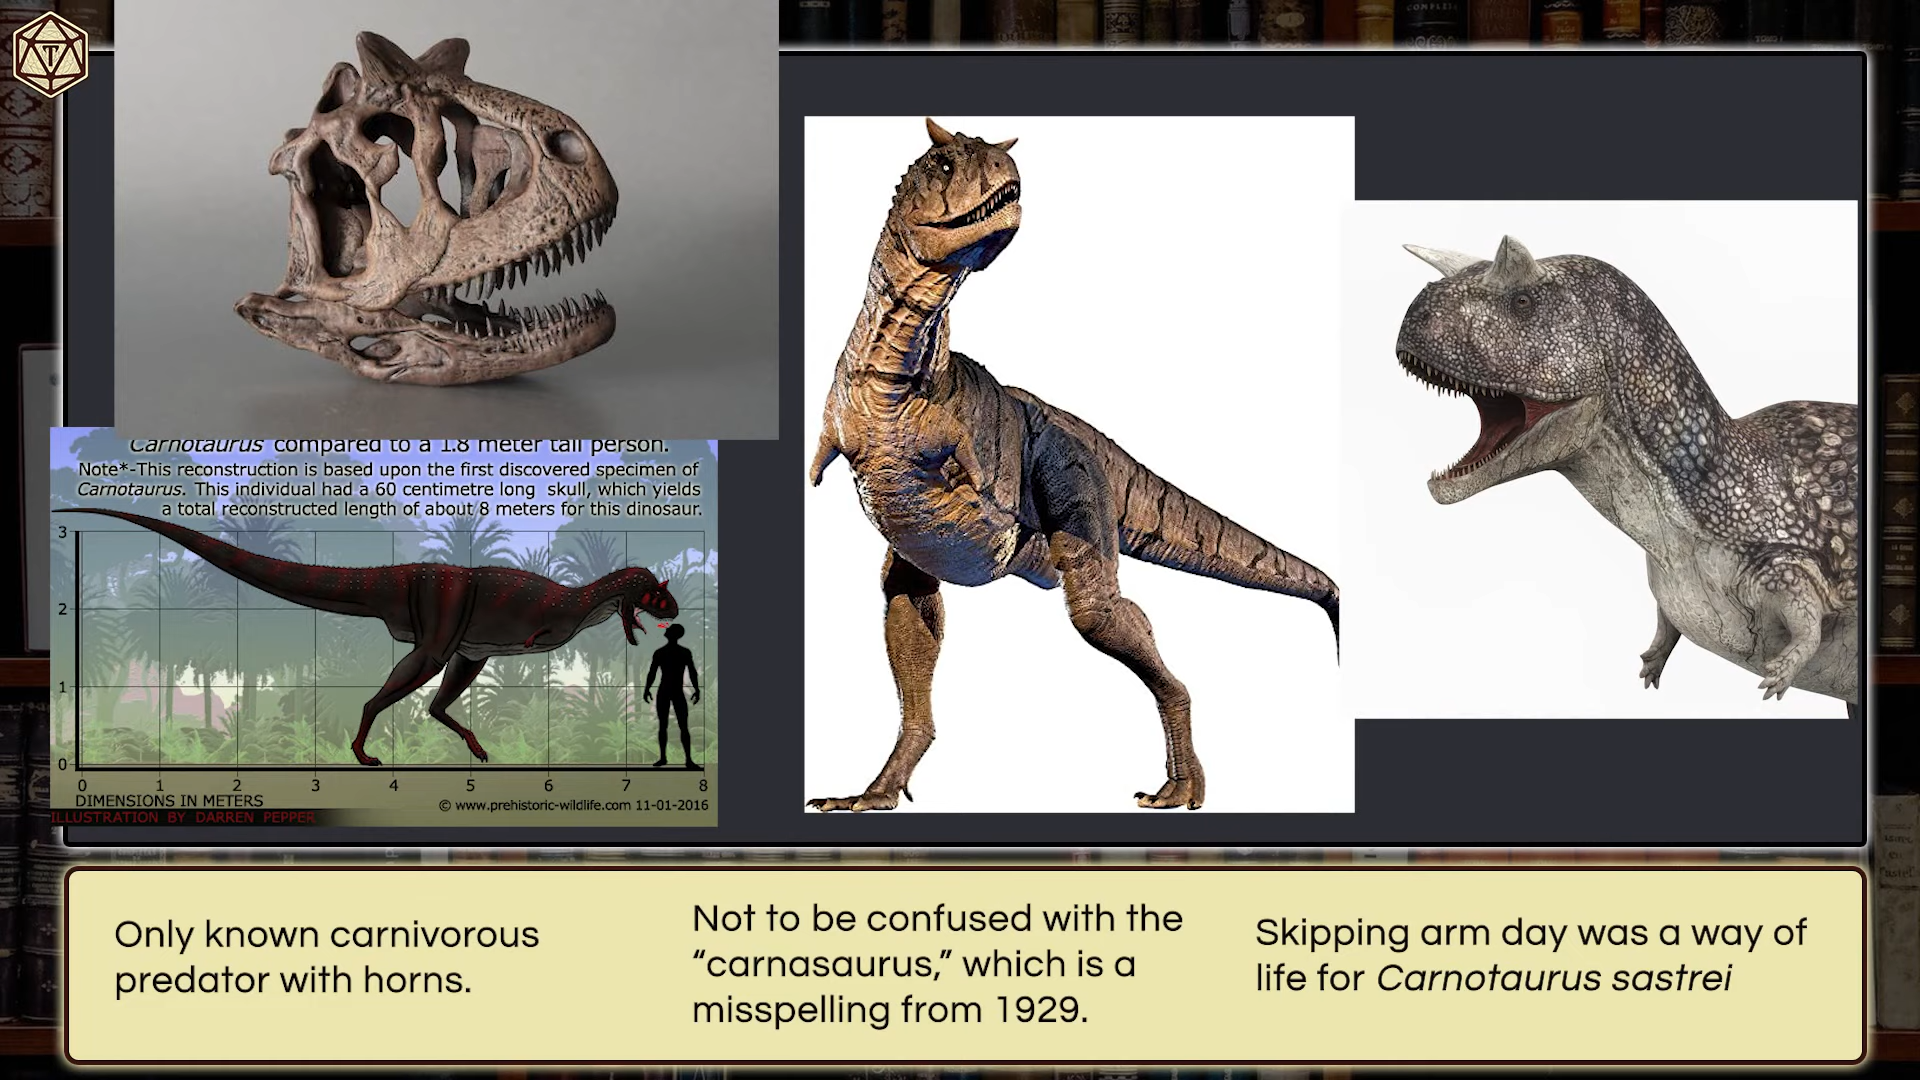 T
COMPLETE
Carnotaurus compared to a 1.8 meter tall person.
Note*-This reconstruction is based upon the first discovered specimen of
Carnotaurus. This individual had a 60 centimetre long skull, which yields
a total reconstructed length of about 8 meters for this dinosaur.
3
2
1
0
0 1 2 3 4 5 6 7 8
DIMENSIONS IN METERS
© www.prehistoric-wildlife.com 11-01-2016
ILLUSTRATION BY DARREN PEPPER
Only known carnivorous
predator with horns.
Not to be confused with the
“carnasaurus,” which is a
misspelling from 1929.
Skipping arm day was a way of
life for Carnotaurus sastrei